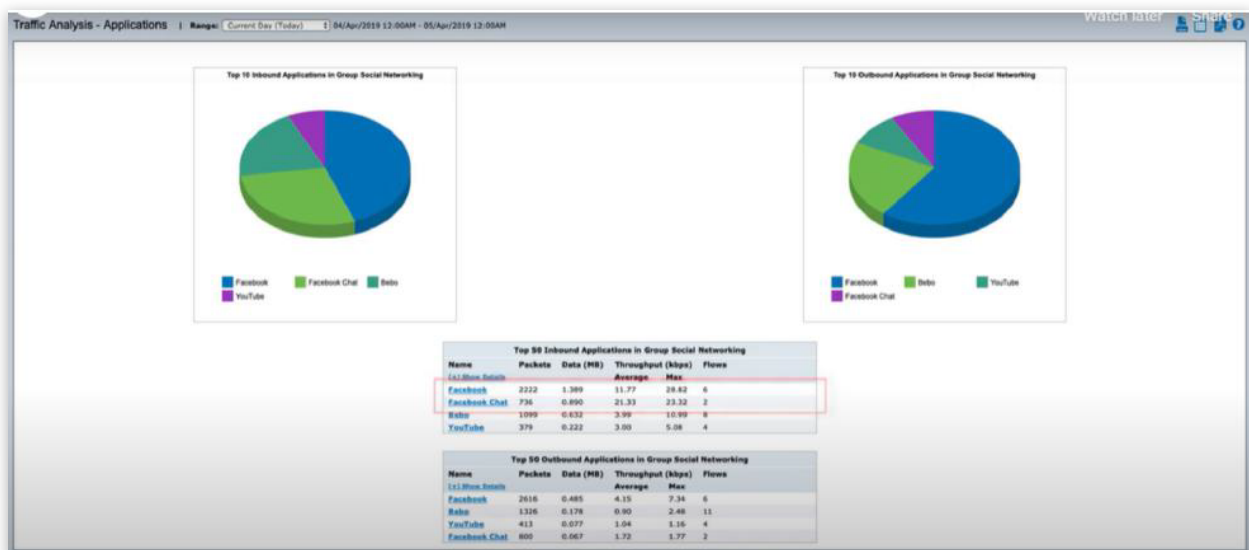 Watch later Share
Traffic Analysis - Applications | Range: Current Day (Today) 04/Apr/2019 12:00AM - 05/Apr/2019 12:00AM
Top 10 Inbound Applications in Group Social Networking
Facebook Facebook Chat Bebo
YouTube
Top 10 Outbound Applications in Group Social Networking
Facebook Bebo YouTube
Facebook Chat
Top 50 Inbound Applications in Group Social Networking
Name Packets Data (MB) Throughput (kbps) Flows
[+] Show Details Average Max
Facebook 2222 1.389 11.77 28.82 6
Facebook Chat 736 0.890 21.33 23.32 2
Bebo 1099 0.632 3.99 10.99 8
YouTube 379 0.222 3.00 5.08 4
Top 50 Outbound Applications in Group Social Networking
Name Packets Data (MB) Throughput (kbps) Flows
[+] Show Details Average Max
Facebook 2616 0.485 4.15 7.34 6
Bebo 1326 0.178 0.90 2.48 11
YouTube 413 0.077 1.04 1.16 4
Facebook Chat 800 0.067 1.72 1.77 2